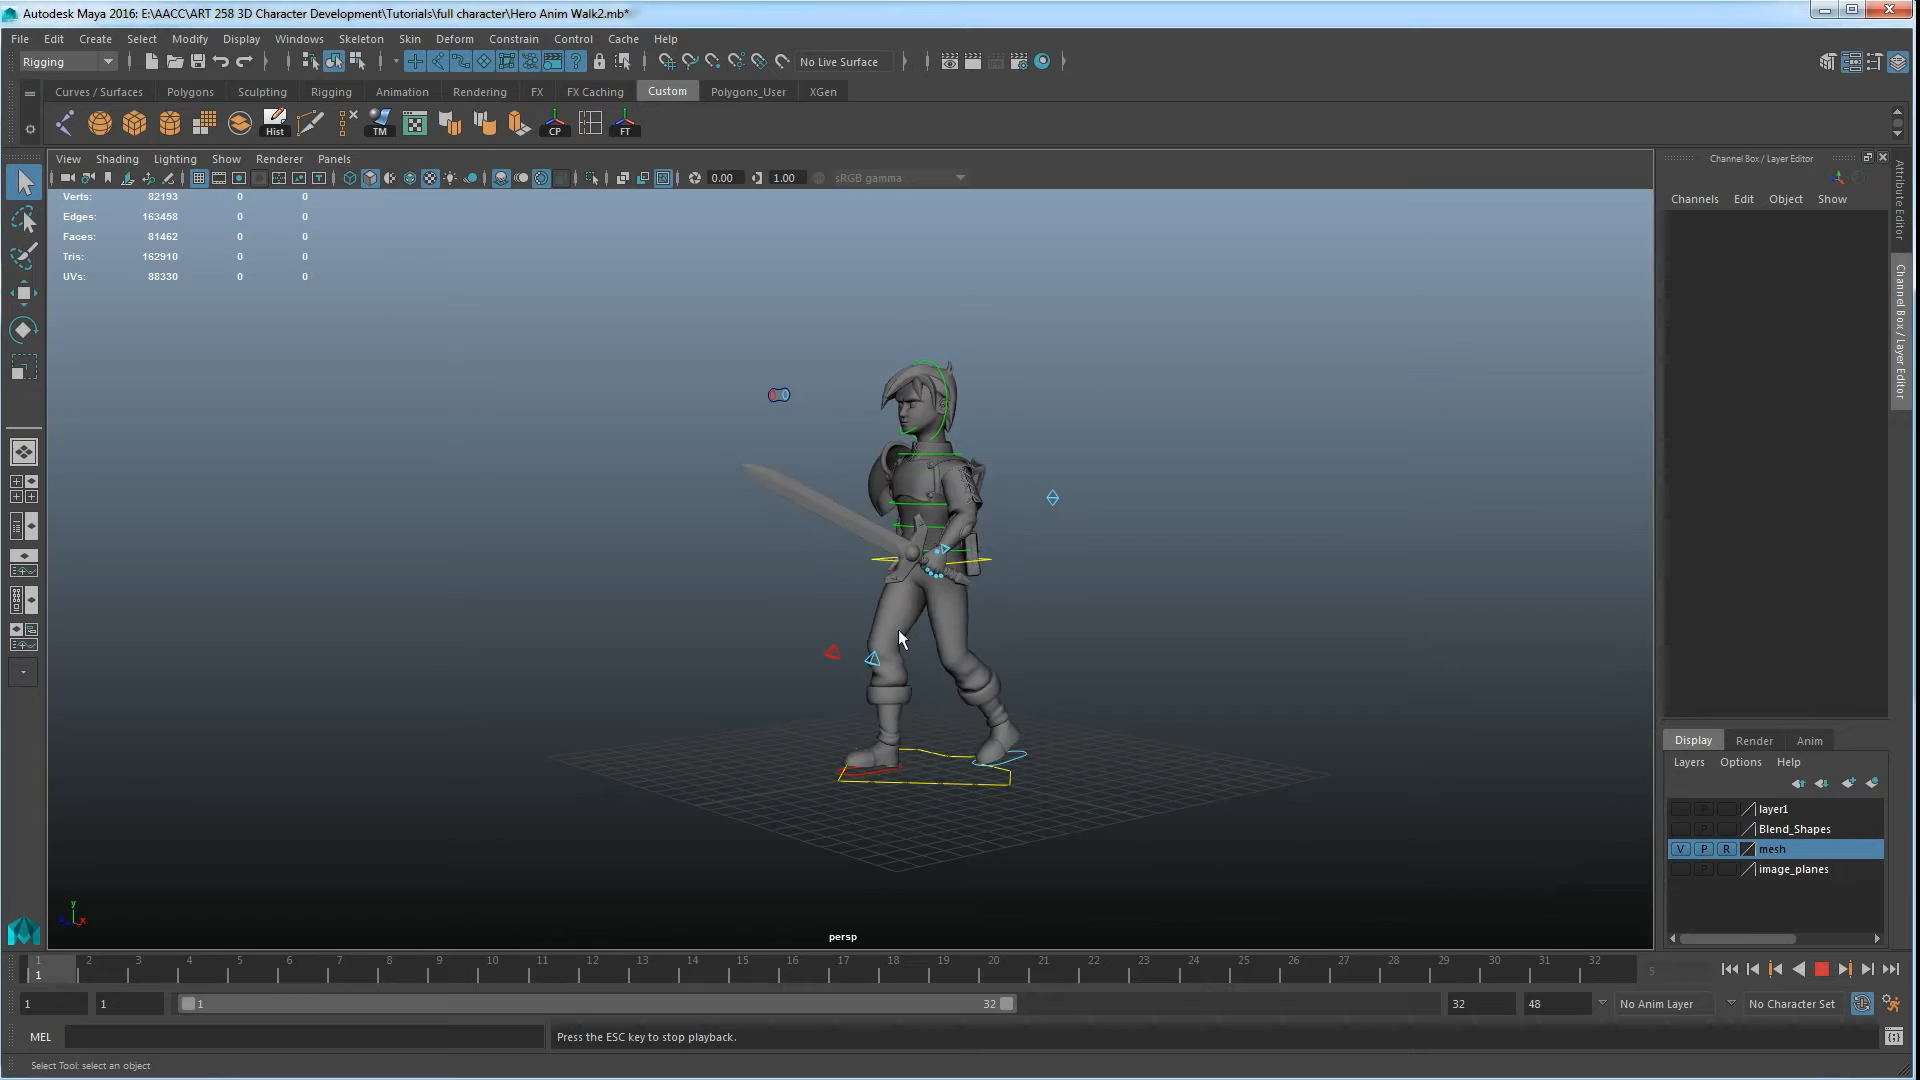 Autodesk Maya 2016: E:\AACC\ART 258 3D Character Development\Tutorials\full character\Hero Anim Walk2.mb*
File Edit Create Select Modify Display Windows Skeleton Skin Deform Constrain Control Cache Help
Rigging No Live Surface
Curves / Surfaces Polygons Sculpting Rigging Animation Rendering FX FX Caching Custom Polygons_User XGen
Hist TM CP FT
View Shading Lighting Show Renderer Panels
0.00 1.00 sRGB gamma
Verts: 82193 0 0
Edges: 163458 0 0
Faces: 81462 0 0
Tris: 162910 0 0
UVs: 88330 0 0
y
x
persp
Channel Box / Layer Editor
Channels Edit Object Show
Attribute Editor
Channel Box / Layer Editor
Display Render Anim
Layers Options Help
P layer1
P Blend_Shapes
V P R mesh
P image_planes
1 2 3 4 5 6 7 8 9 10 11 12 13 14 15 16 17 18 19 20 21 22 23 24 25 26 27 28 29 30 31 32
1 5
1 1 1 32 32 48 No Anim Layer No Character Set
MEL Press the ESC key to stop playback.
Select Tool: select an object